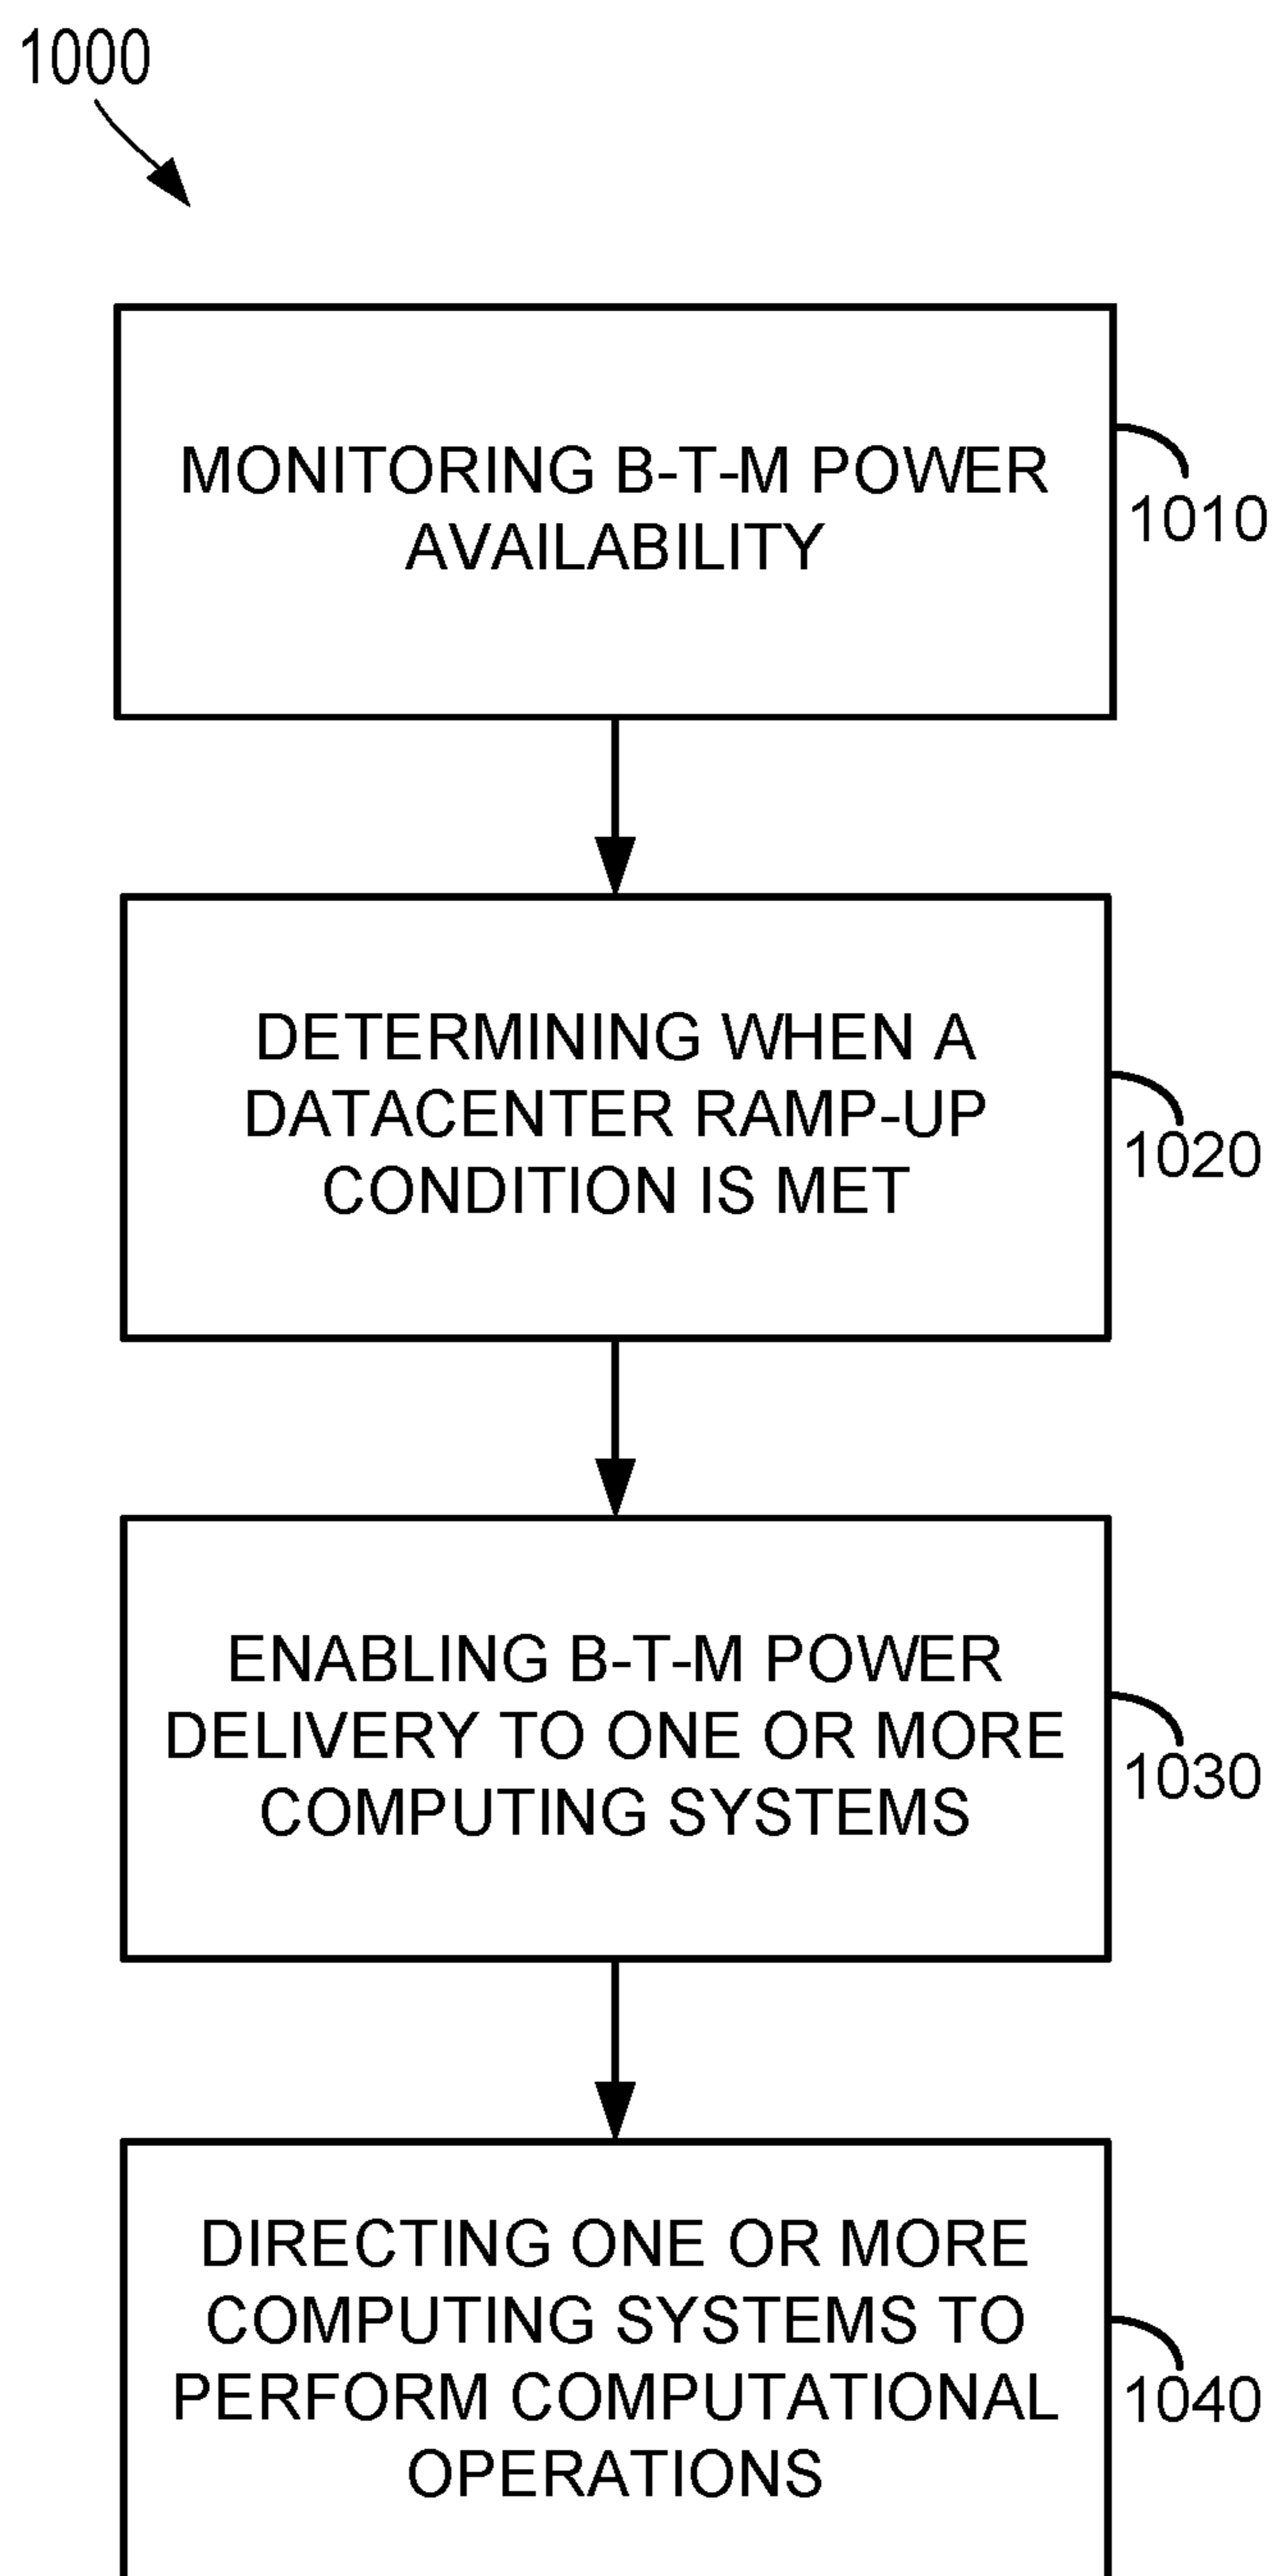 1000
MONITORING B-T-M POWER
AVAILABILITY
1010
DETERMINING WHEN A
DATACENTER RAMP-UP
CONDITION IS MET
1020
ENABLING B-T-M POWER
DELIVERY TO ONE OR MORE
COMPUTING SYSTEMS
1030
DIRECTING ONE OR MORE
COMPUTING SYSTEMS TO
PERFORM COMPUTATIONAL
OPERATIONS
1040